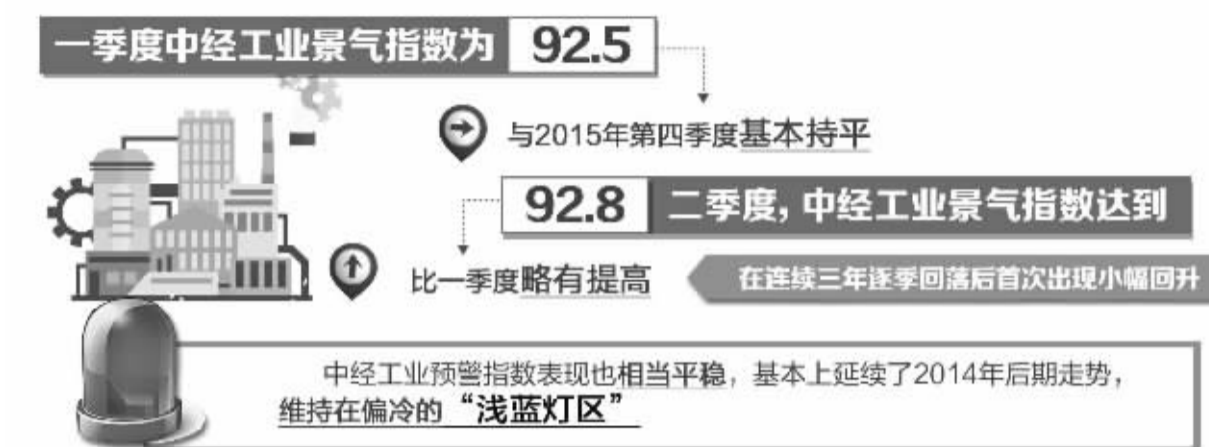 一季度中经工业景气指数为 92.5
与2015年第四季度基本持平
92.8 二季度，中经工业景气指数达到
比一季度略有提高
在连续三年逐季回落后首次出现小幅回升
中经工业预警指数表现也相当平稳，基本上延续了2014年后期走势，
维持在偏冷的“浅蓝灯区”